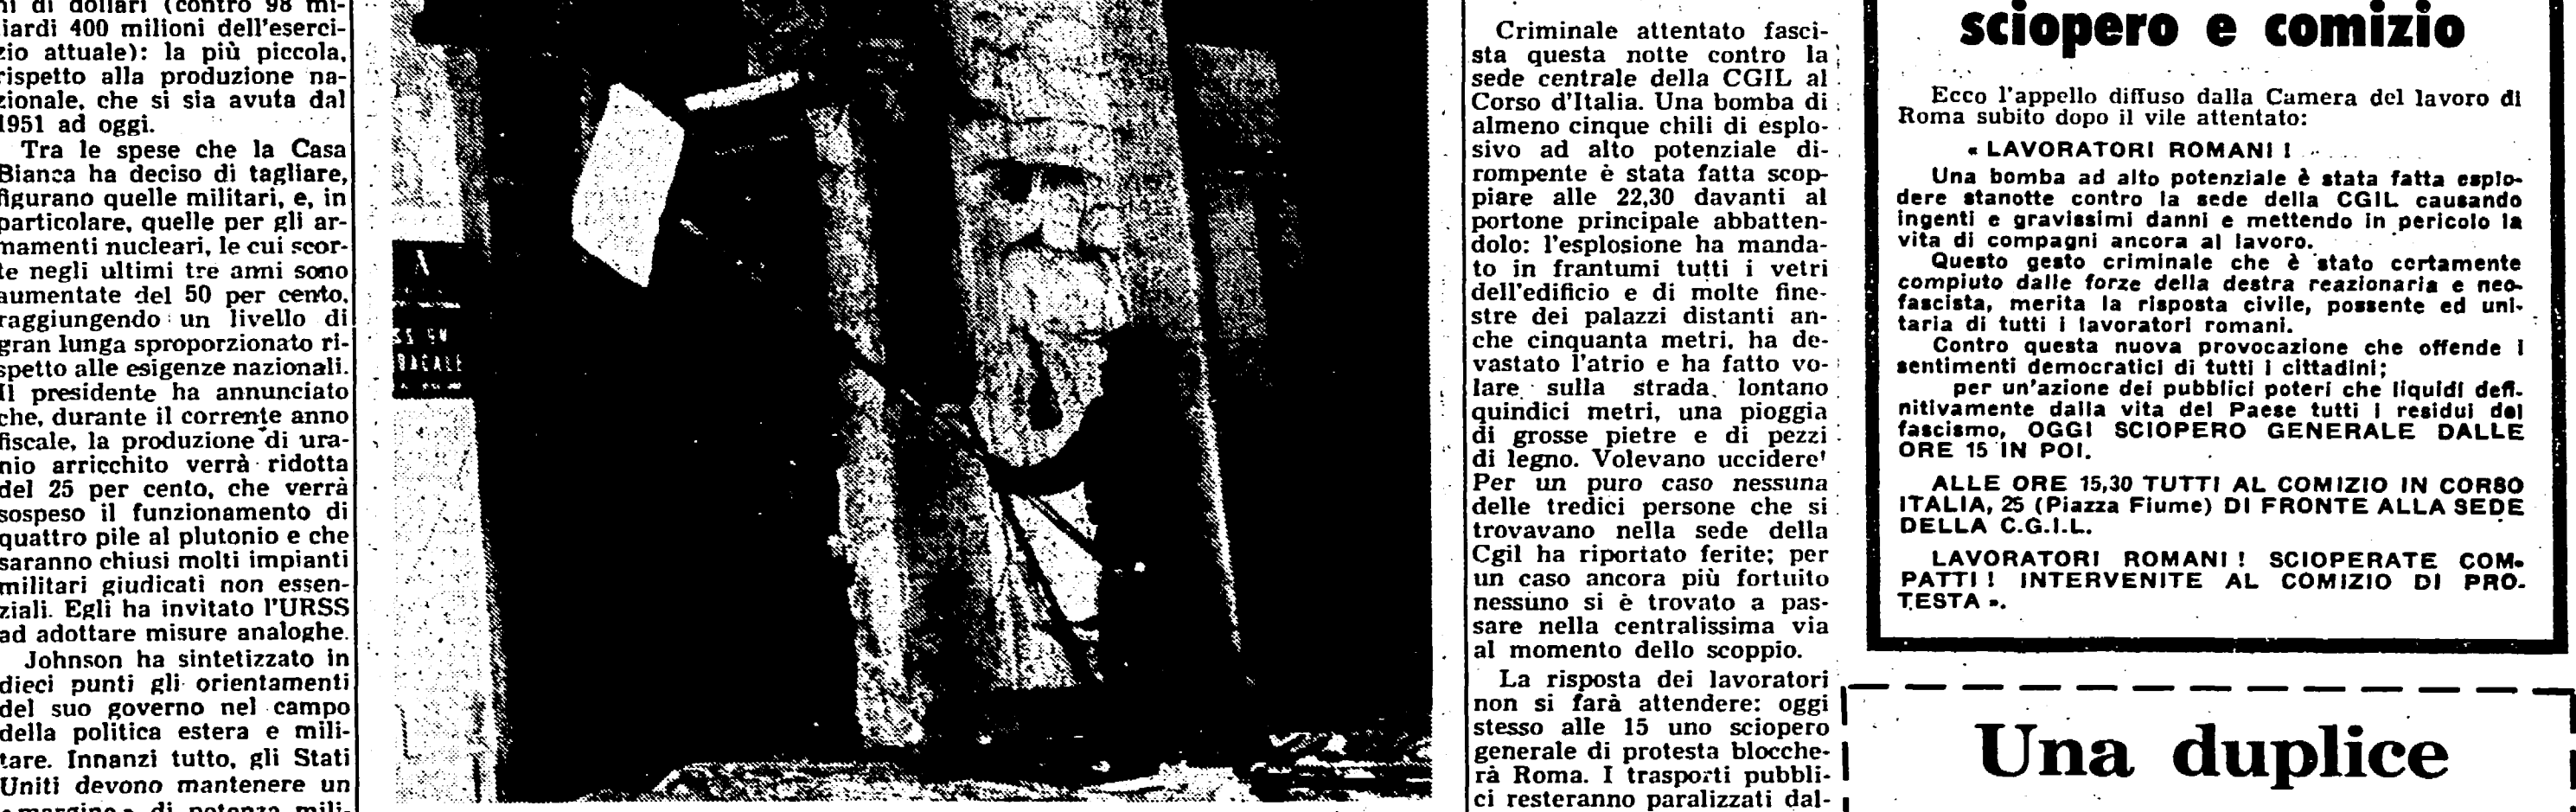 ni di dollari (contro 98 mi-
liardi 400 milioni dell'eserci-
zio attuale): la più piccola,
rispetto alla produzione na-
zionale, che si sia avuta dal
1951 ad oggi.
Tra le spese che la Casa
Bianca ha deciso di tagliare,
figurano quelle militari, e, in
particolare, quelle per gli ar-
mamenti nucleari, le cui scor-
te negli ultimi tre anni sono
aumentate del 50 per cento,
raggiungendo un livello di
gran lunga sproporzionato ri-
spetto alle esigenze nazionali.
Il presidente ha annunciato
che, durante il corrente anno
fiscale, la produzione di ura-
nio arricchito verrà ridotta
del 25 per cento, che verrà
sospeso il funzionamento di
quattro pile al plutonio e che
saranno chiusi molti impianti
militari giudicati non essen-
ziali. Egli ha invitato l'URSS
ad adottare misure analoghe.
Johnson ha sintetizzato in
dieci punti gli orientamenti
del suo governo nel campo
della politica estera e mili-
tare. Innanzi tutto, gli Stati
Uniti devono mantenere un
« margine » di potenza mili-
Criminale attentato fasci-
sta questa notte contro la
sede centrale della CGIL al
Corso d'Italia. Una bomba di
almeno cinque chili di esplo-
sivo ad alto potenziale di-
rompente è stata fatta scop-
piare alle 22,30 davanti al
portone principale abbatten-
dolo: l'esplosione ha manda-
to in frantumi tutti i vetri
dell'edificio e di molte fine-
stre dei palazzi distanti an-
che cinquanta metri, ha de-
vastato l'atrio e ha fatto vo-
lare sulla strada, lontano
quindici metri, una pioggia
di grosse pietre e di pezzi
di legno. Volevano uccidere!
Per un puro caso nessuna
delle tredici persone che si
trovavano nella sede della
Cgil ha riportato ferite; per
un caso ancora più fortuito
nessuno si è trovato a pas-
sare nella centralissima via
al momento dello scoppio.
La risposta dei lavoratori
non si farà attendere: oggi
stesso alle 15 uno sciopero
generale di protesta blocche-
rà Roma. I trasporti pubbli-
ci resteranno paralizzati dal-
sciopero e comizio
Ecco l'appello diffuso dalla Camera del lavoro di
Roma subito dopo il vile attentato:
« LAVORATORI ROMANI !
Una bomba ad alto potenziale è stata fatta esplo-
dere stanotte contro la sede della CGIL causando
ingenti e gravissimi danni e mettendo in pericolo la
vita di compagni ancora al lavoro.
Questo gesto criminale che è stato certamente
compiuto dalle forze della destra reazionaria e neo-
fascista, merita la risposta civile, possente ed uni-
taria di tutti i lavoratori romani.
Contro questa nuova provocazione che offende i
sentimenti democratici di tutti i cittadini;
per un'azione dei pubblici poteri che liquidi defi-
nitivamente dalla vita del Paese tutti i residui del
fascismo, OGGI SCIOPERO GENERALE DALLE
ORE 15 IN POI.
ALLE ORE 15,30 TUTTI AL COMIZIO IN CORSO
ITALIA, 25 (Piazza Fiume) DI FRONTE ALLA SEDE
DELLA C.G.I.L.
LAVORATORI ROMANI ! SCIOPERATE COM-
PATTI ! INTERVENITE AL COMIZIO DI PRO-
TESTA ».
Una duplice